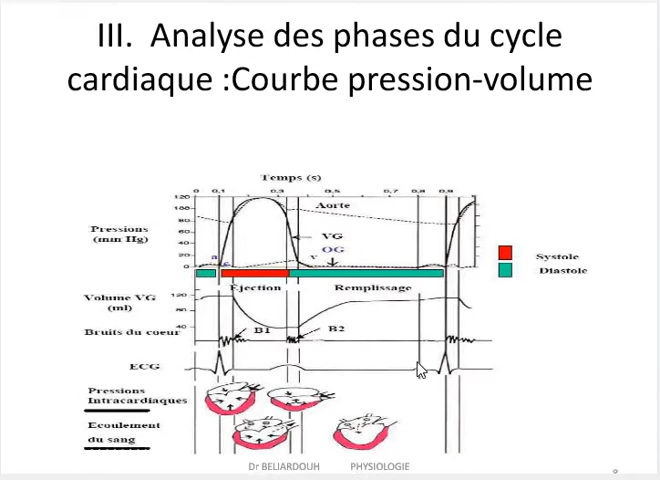 III. Analyse des phases du cycle
cardiaque :Courbe pression-volume
Temps (s)
0 0,1 0,3 0,7 0,8 0,9
120
100
80
60
40
20
0
Pressions
(mm Hg)
Aorte
VG
OG
a
c
v
Systole
Diastole
Ejection Remplissage
Volume VG
(ml)
120
40
Bruits du coeur
B1
B2
ECG
Pressions
Intracardiaques
Ecoulement
du sang
Dr BELIARDOUH PHYSIOLOGIE